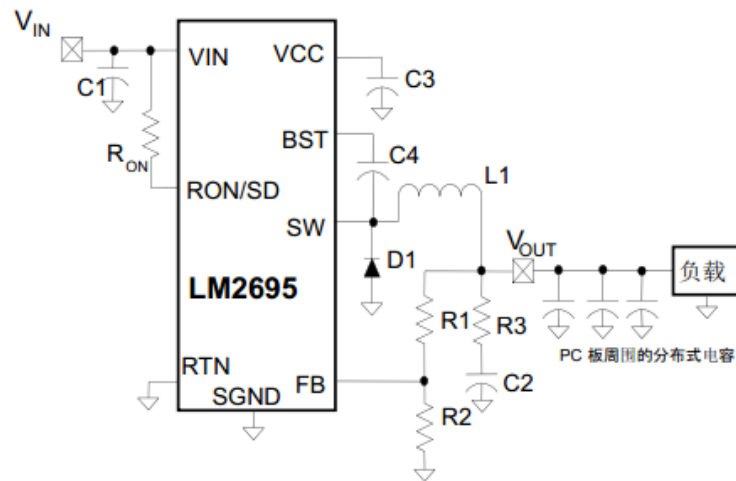 VIN
VIN
VCC
C1
C3
BST
RON
C4
L1
RON/SD
SW
VOUT
D1
负载
LM2695
R1
R3
PC 板周围的分布式电容
RTN
FB
C2
SGND
R2